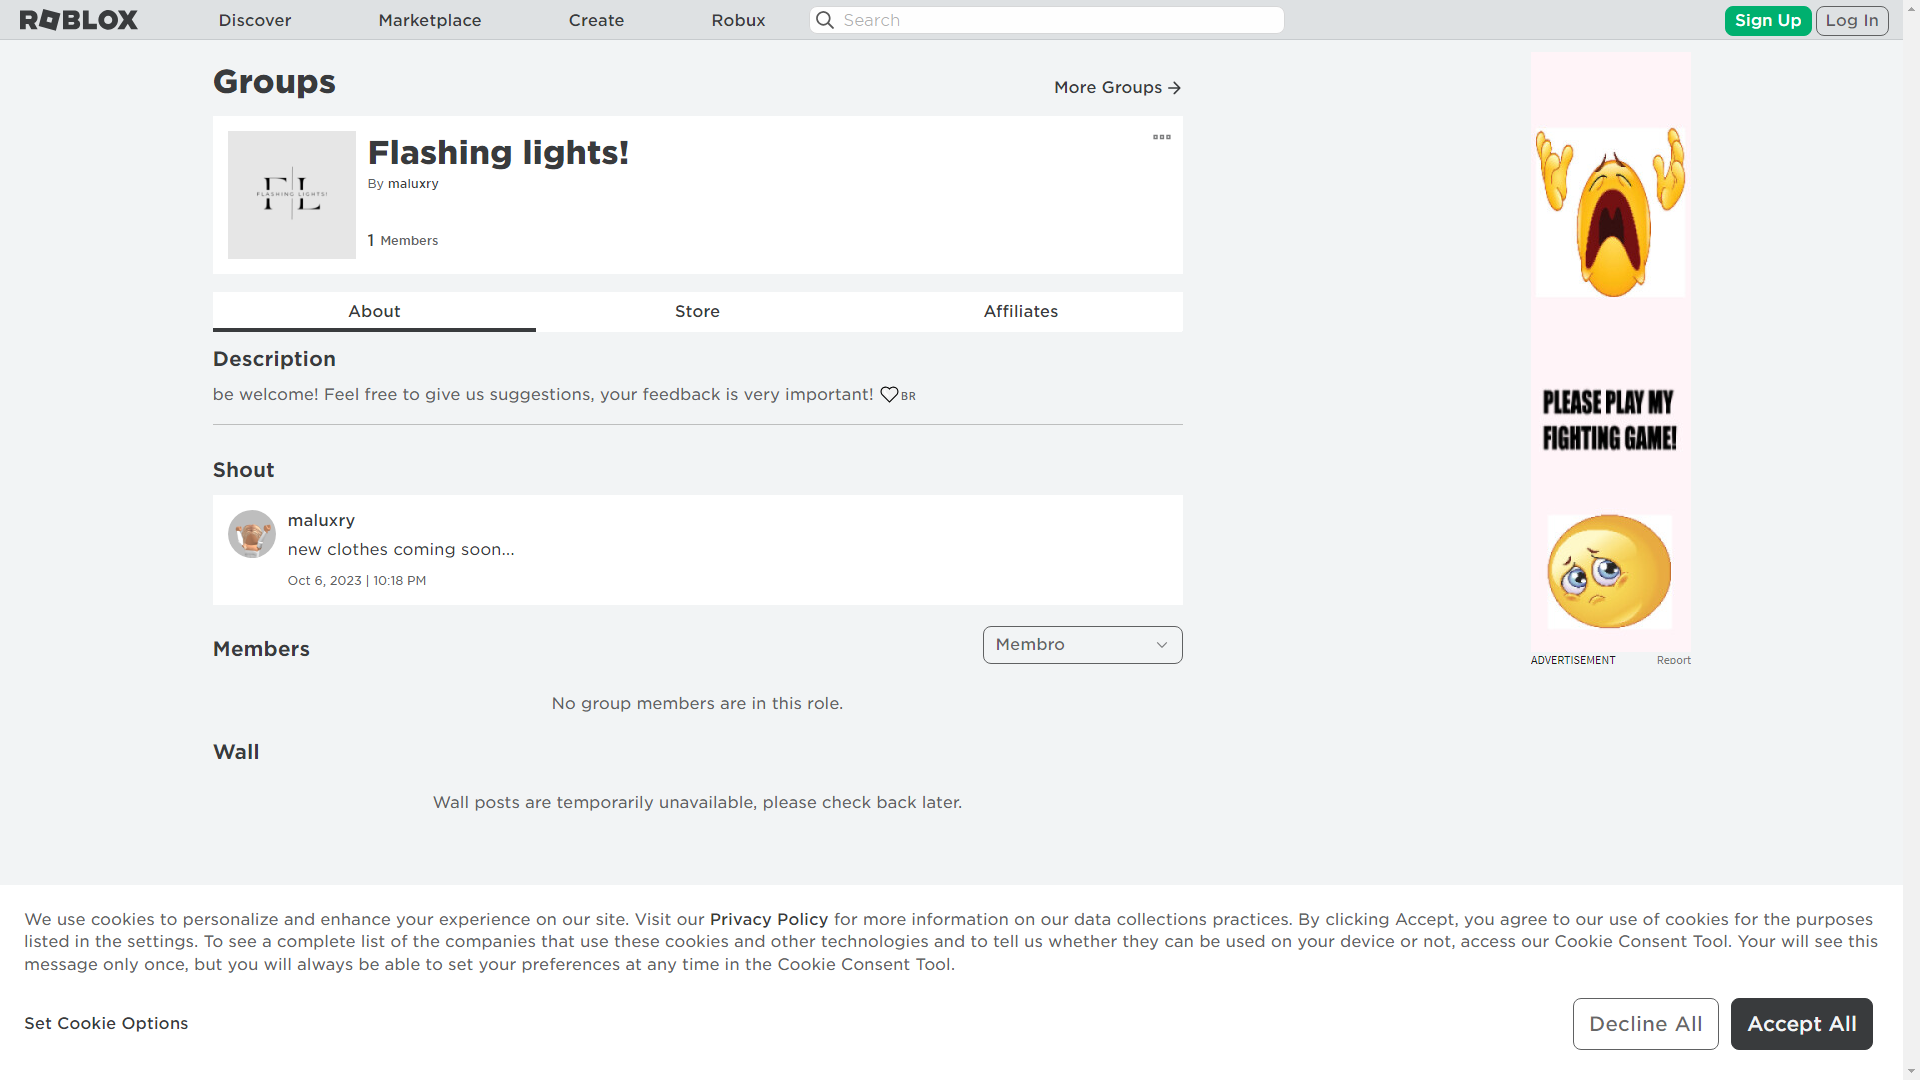 ROBLOX Discover Marketplace Create Robux Search Sign Up Log In
Groups
More Groups
FL
FLASHING LIGHTS!
Flashing lights!
By maluxry
1 Members
About Store Affiliates
Description
be welcome! Feel free to give us suggestions, your feedback is very important! ♡ BR
Shout
maluxry
new clothes coming soon...
Oct 6, 2023 | 10:18 PM
Members
Membro
No group members are in this role.
Wall
Wall posts are temporarily unavailable, please check back later.
PLEASE PLAY MY
FIGHTING GAME!
ADVERTISEMENT Report
We use cookies to personalize and enhance your experience on our site. Visit our Privacy Policy for more information on our data collections practices. By clicking Accept, you agree to our use of cookies for the purposes
listed in the settings. To see a complete list of the companies that use these cookies and other technologies and to tell us whether they can be used on your device or not, access our Cookie Consent Tool. Your will see this
message only once, but you will always be able to set your preferences at any time in the Cookie Consent Tool.
Set Cookie Options
Decline All
Accept All